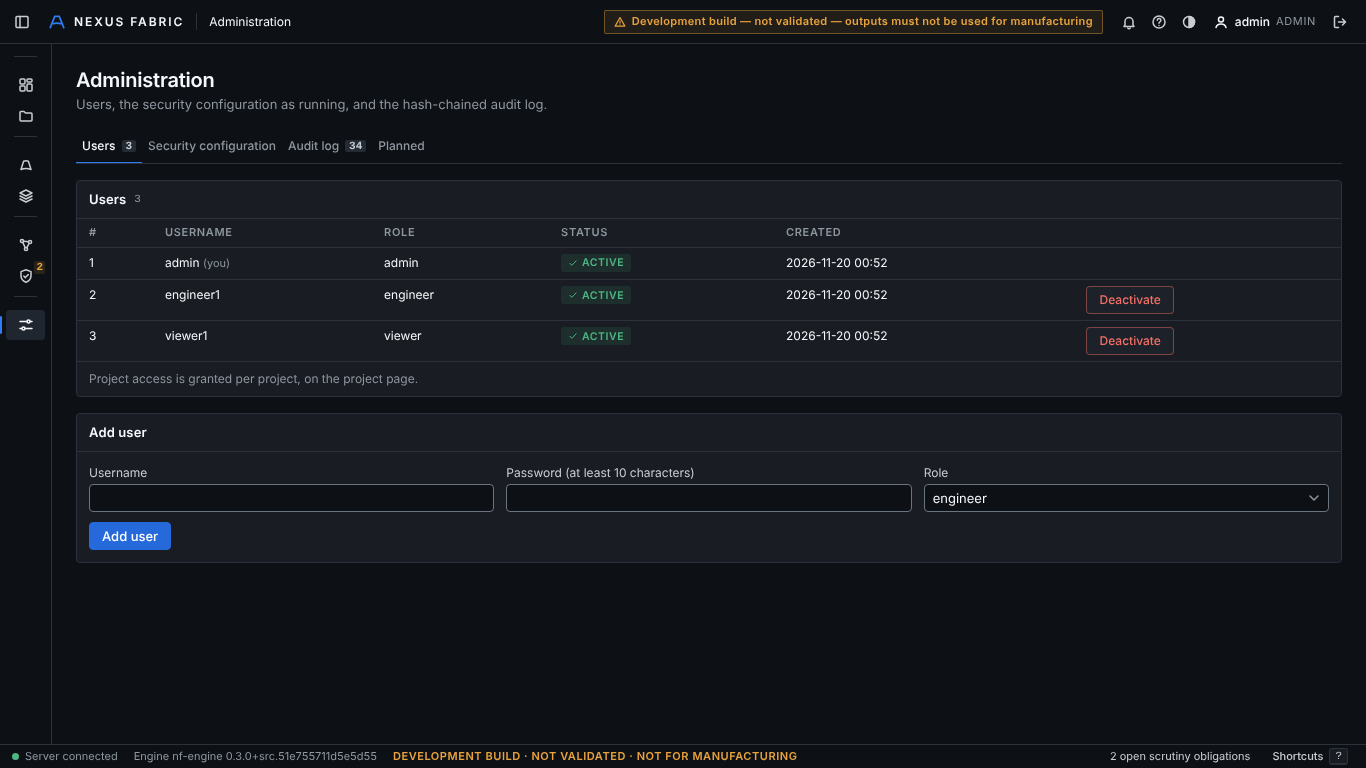 NEXUS FABRIC Administration Development build — not validated — outputs must not be used for manufacturing admin ADMIN
Administration
Users, the security configuration as running, and the hash-chained audit log.
Users 3 Security configuration Audit log 34 Planned
Users 3
# USERNAME ROLE STATUS CREATED
1 admin (you) admin ACTIVE 2026-11-20 00:52
2
2 engineer1 engineer ACTIVE 2026-11-20 00:52 Deactivate
3 viewer1 viewer ACTIVE 2026-11-20 00:52 Deactivate
Project access is granted per project, on the project page.
Add user
Username Password (at least 10 characters) Role
engineer
Add user
Server connected Engine nf-engine 0.3.0+src.51e755711d5e5d55 DEVELOPMENT BUILD · NOT VALIDATED · NOT FOR MANUFACTURING 2 open scrutiny obligations Shortcuts ?